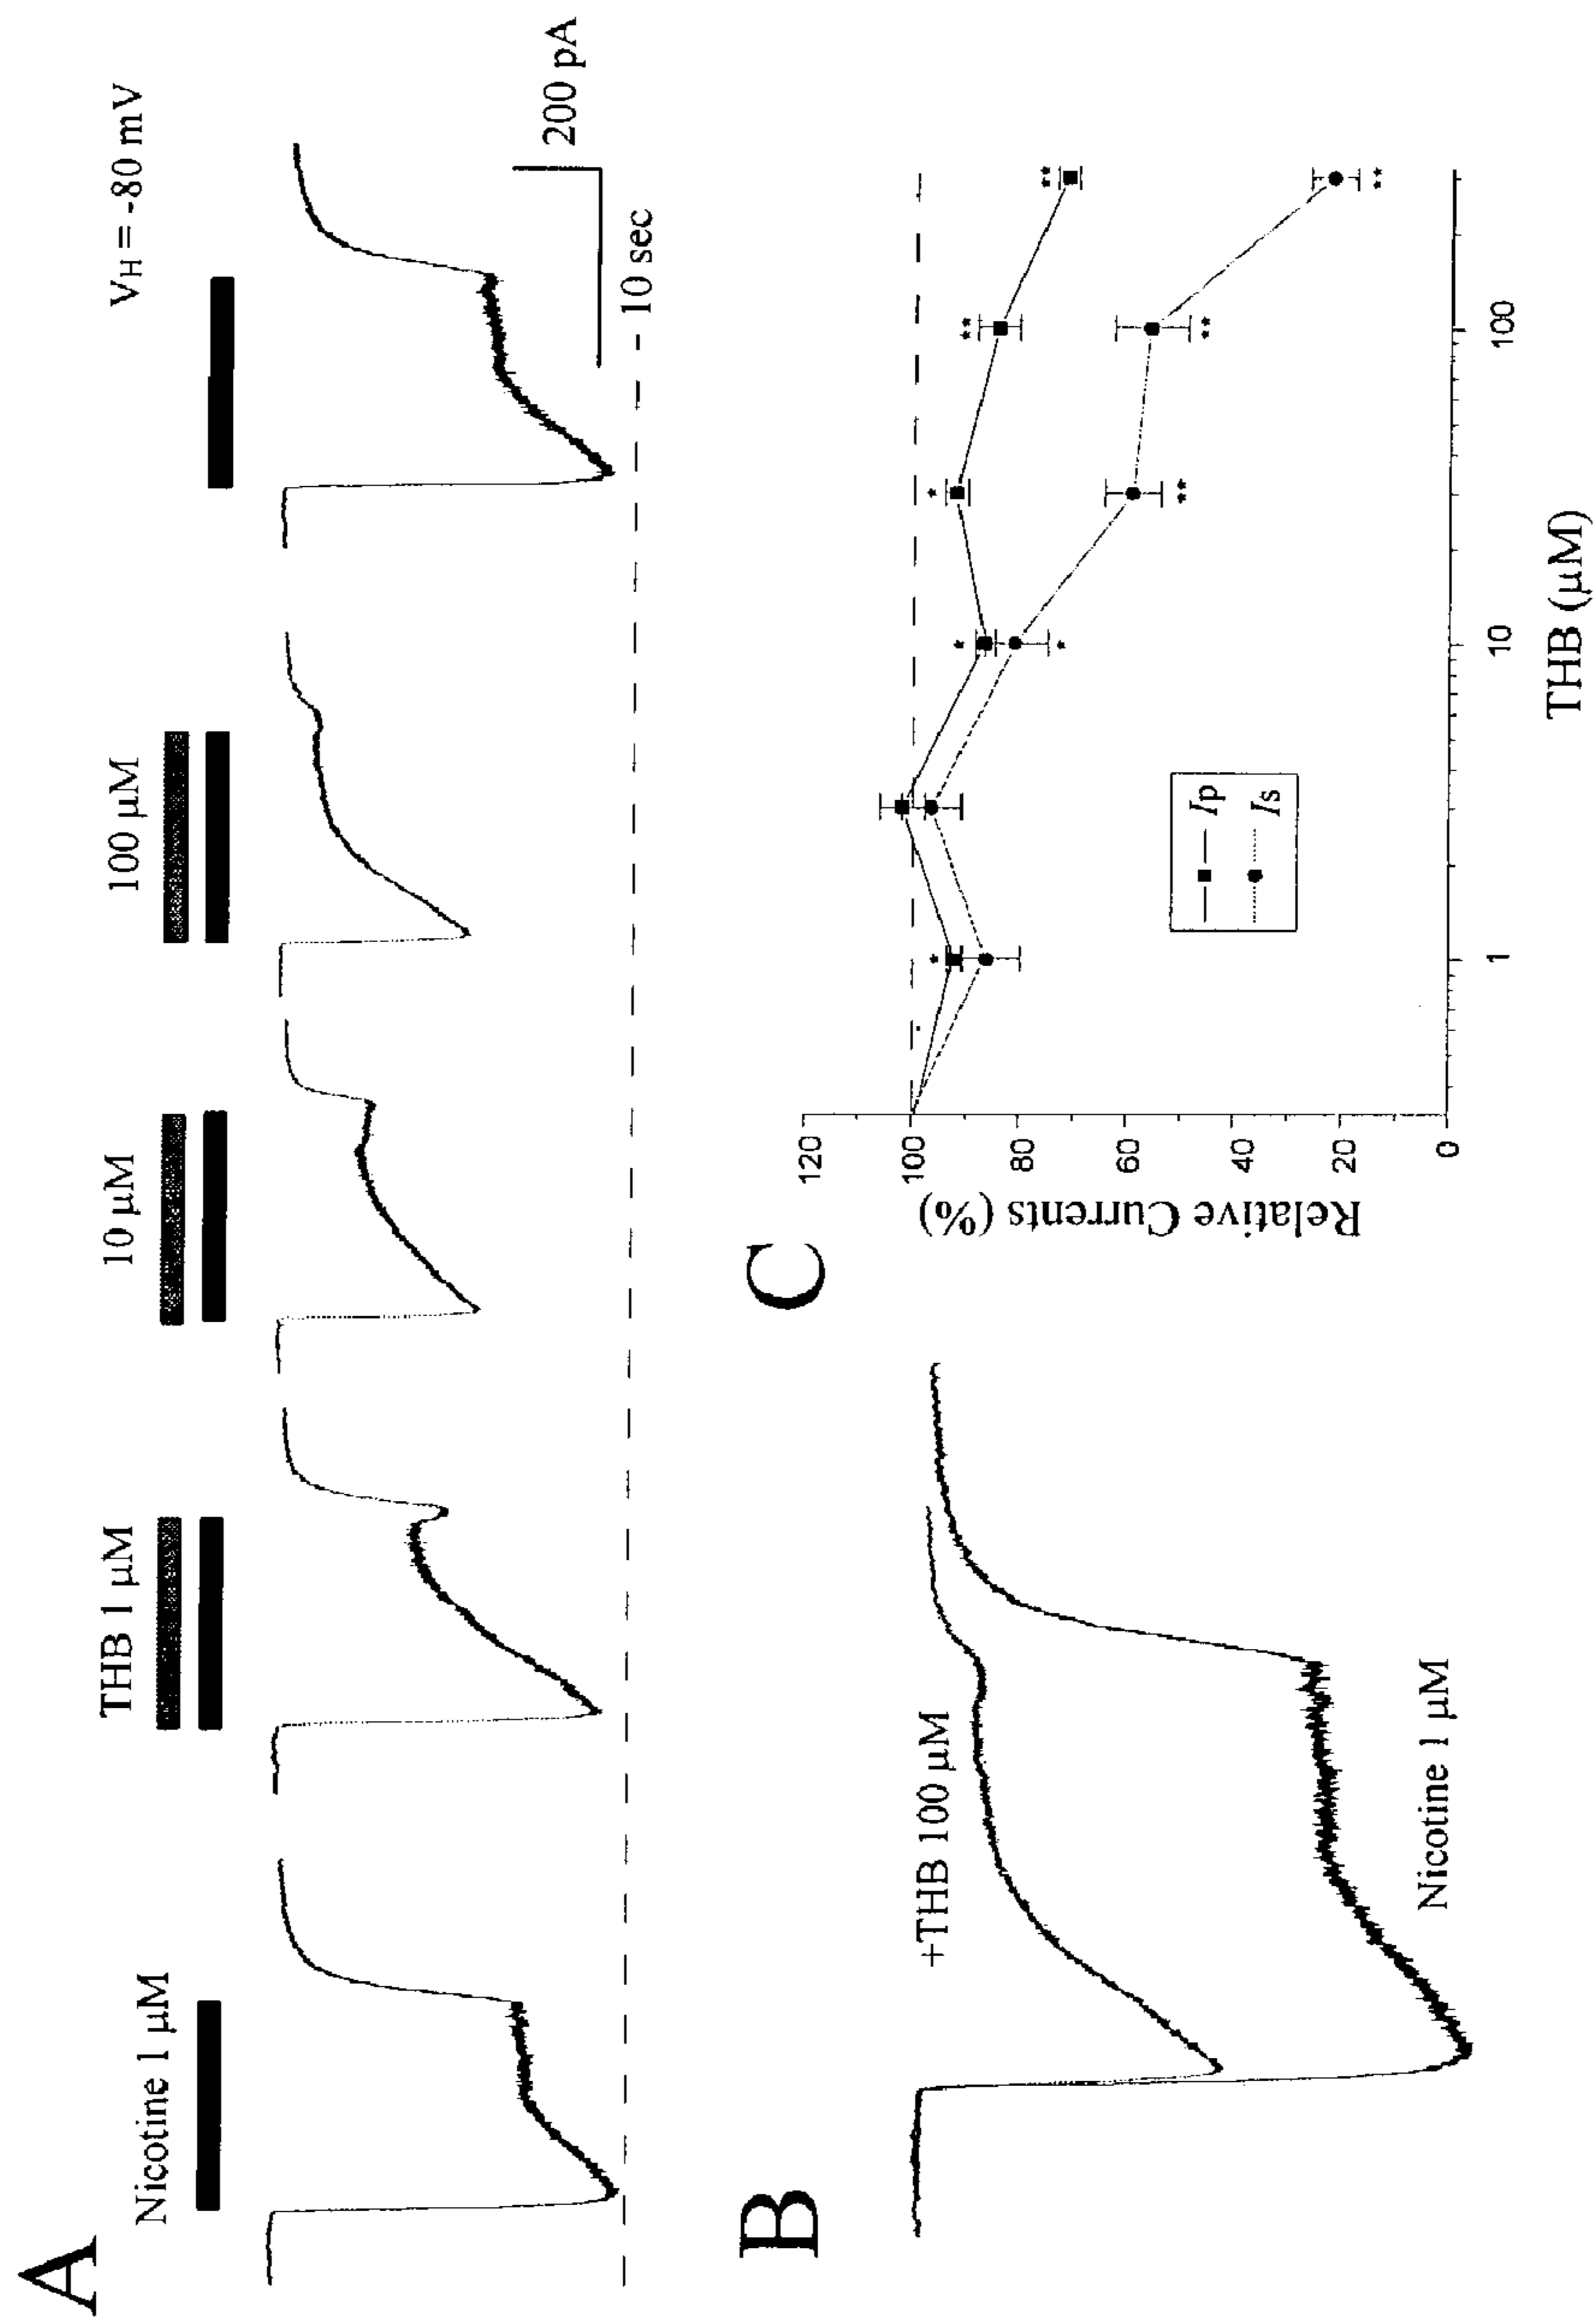 A
Nicotine 1 μM
THB 1 μM
10 μM
100 μM
VH = -80 mV
200 pA
10 sec
B
+THB 100 μM
Nicotine 1 μM
C
Relative Currents (%)
120
100
80
60
40
20
0
*
*
*
**
**
*
**
**
**
Ip
Is
1
10
100
THB (μM)